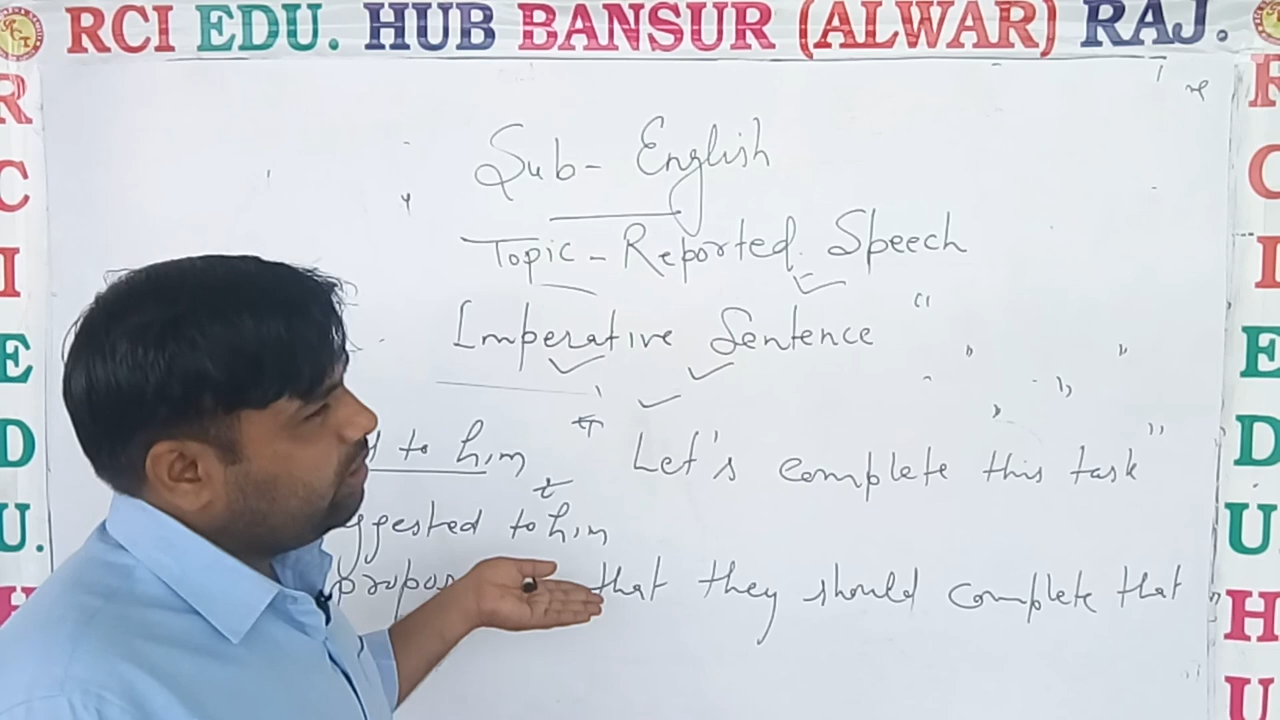 RCI EDU. HUB BANSUR (ALWAR) RAJ.
R
C
I
E
D
U.
H
Sub- English
Topic - Reported Speech
Imperative Sentence "
to him " Let's complete this task "
ggested to him
propos that they should complete that
R
C
I
E
D
U
H
U